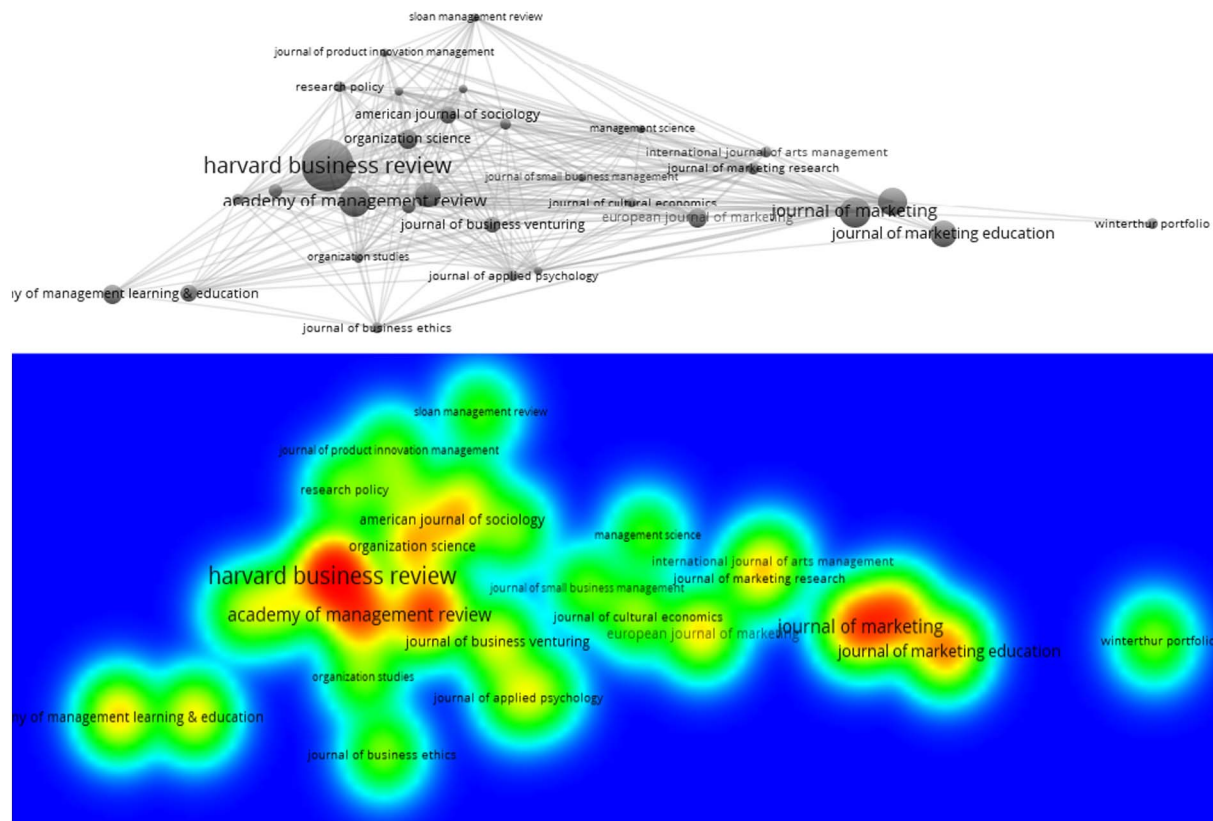 sloan management review
journal of product innovation management
research policy
american journal of sociology
management science
organization science
international journal of arts management
harvard business review
journal of marketing research
journal of small business management
academy of management review
journal of cultural economics
journal of marketing
european journal of marketing
journal of business venturing
winterthur portfolio
journal of marketing education
organization studies
journal of applied psychology
y of management learning & education
journal of business ethics
sloan management review
journal of product innovation management
research policy
american journal of sociology
management science
organization science
international journal of arts management
harvard business review
journal of marketing research
journal of small business management
academy of management review
journal of cultural economics
journal of marketing
european journal of marketing
journal of business venturing
winterthur portfolio
journal of marketing education
organization studies
journal of applied psychology
y of management learning & education
journal of business ethics